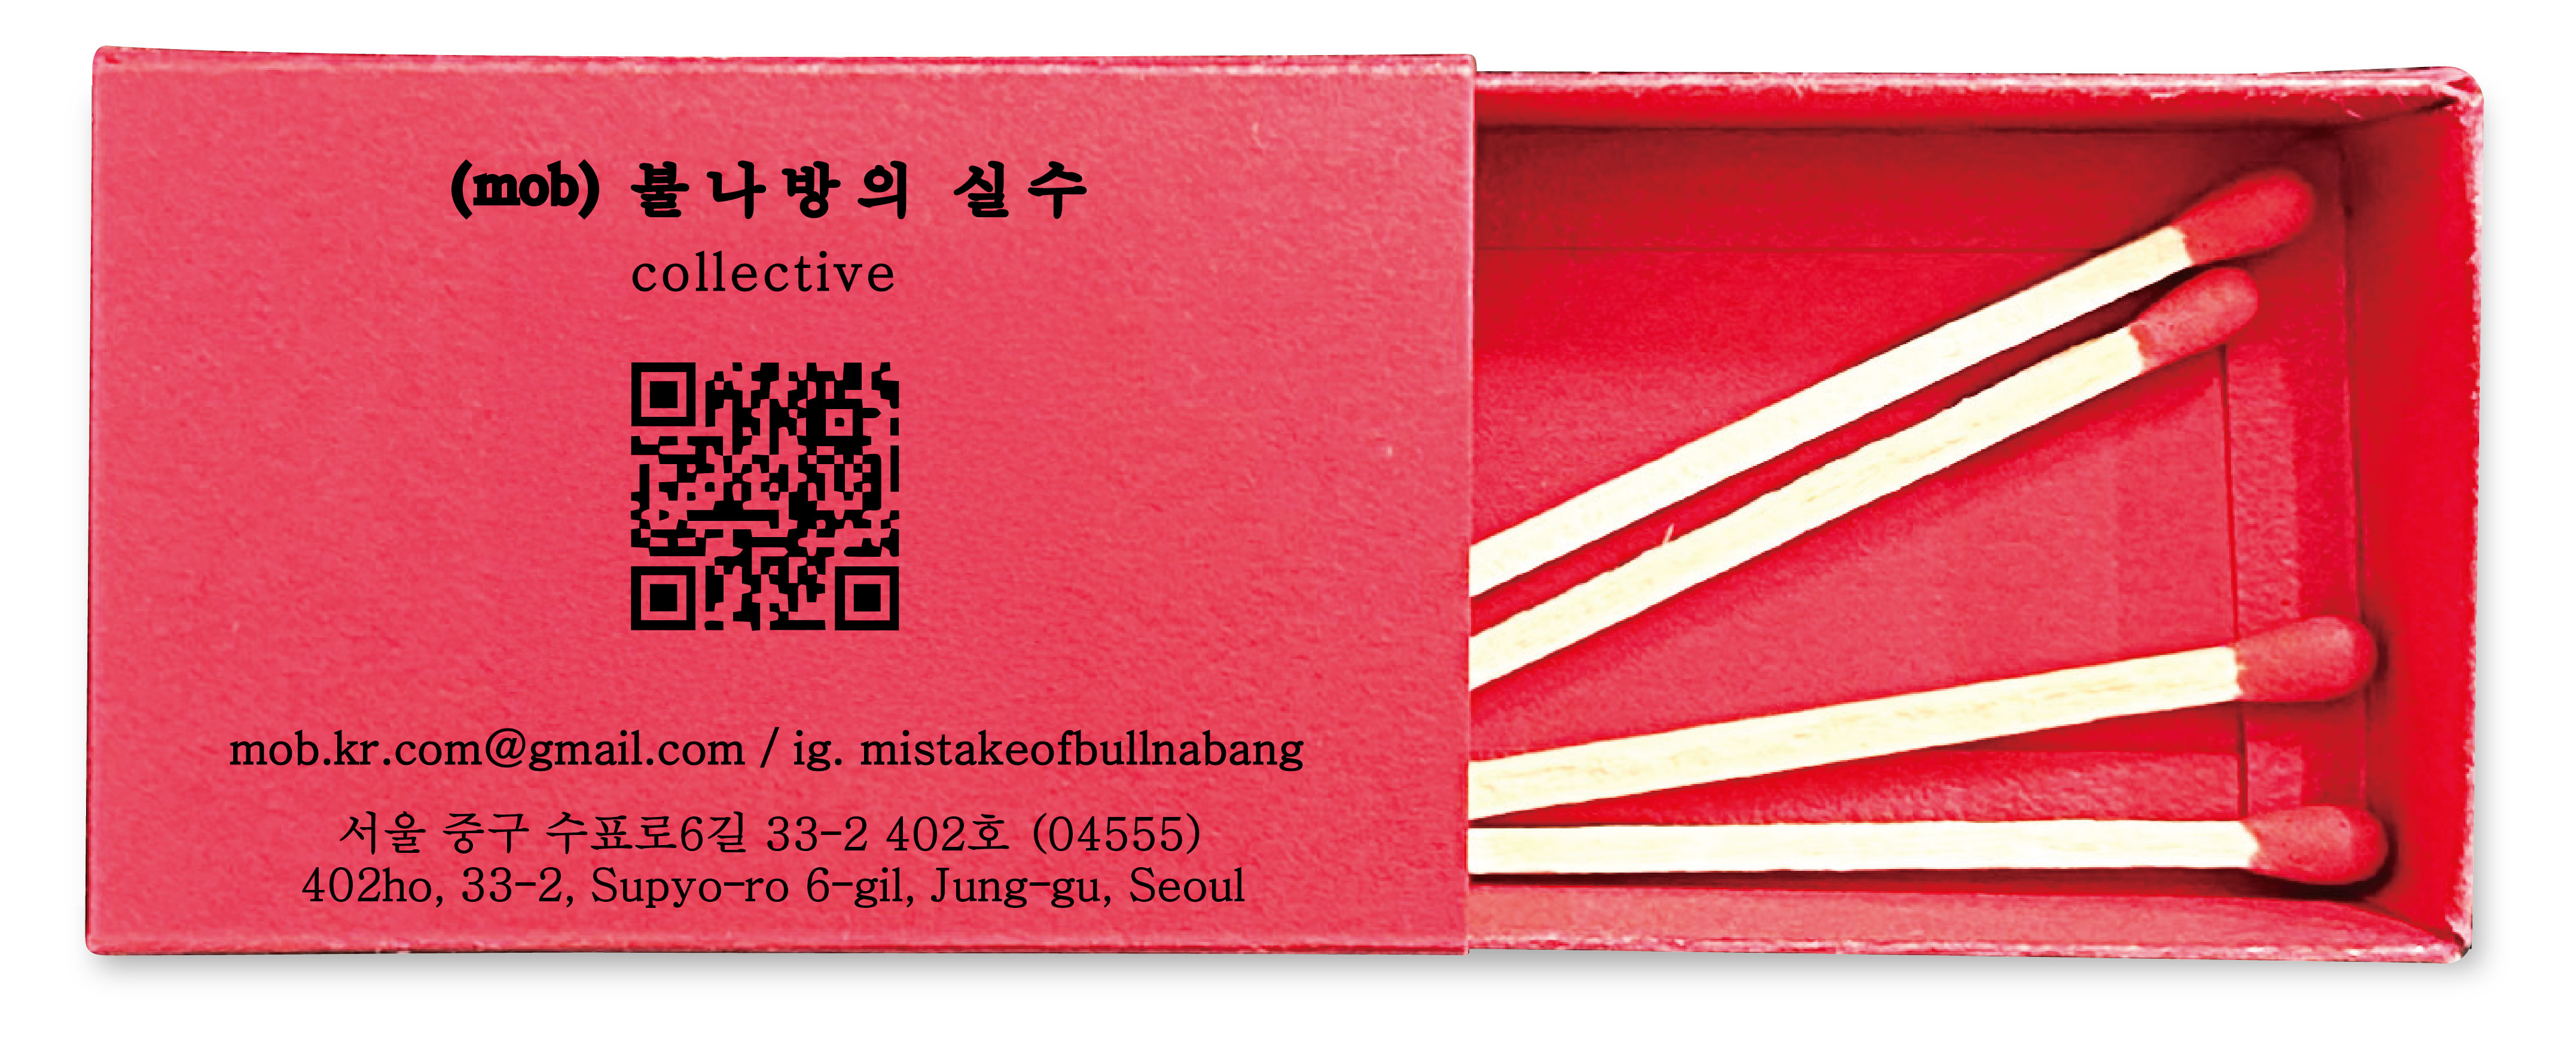 (mob) 불나방의 실수
collective
mob.kr.com@gmail.com / ig. mistakeofbullnabang
서울 중구 수표로6길 33-2 402호 (04555)
402ho, 33-2, Supyo-ro 6-gil, Jung-gu, Seoul